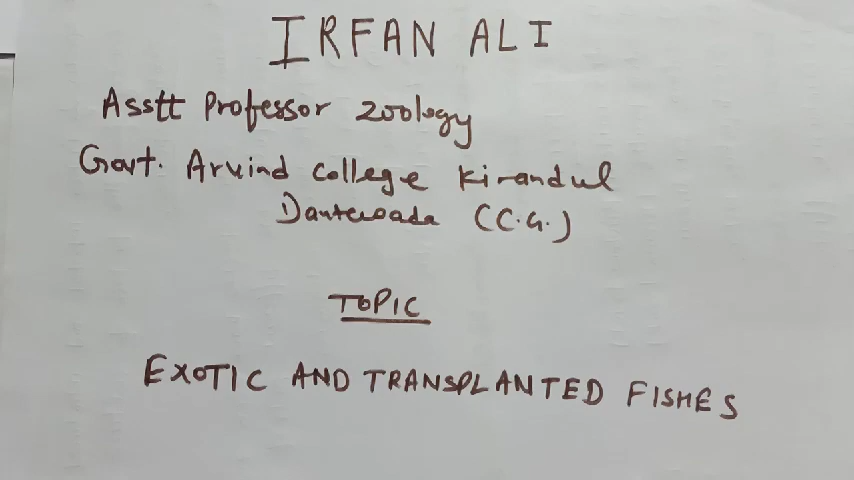 IRFAN ALI
Asstt Professor Zoology
Govt. Arvind College Kirandul
Dantewada (C.G.)
TOPIC
EXOTIC AND TRANSPLANTED FISHES